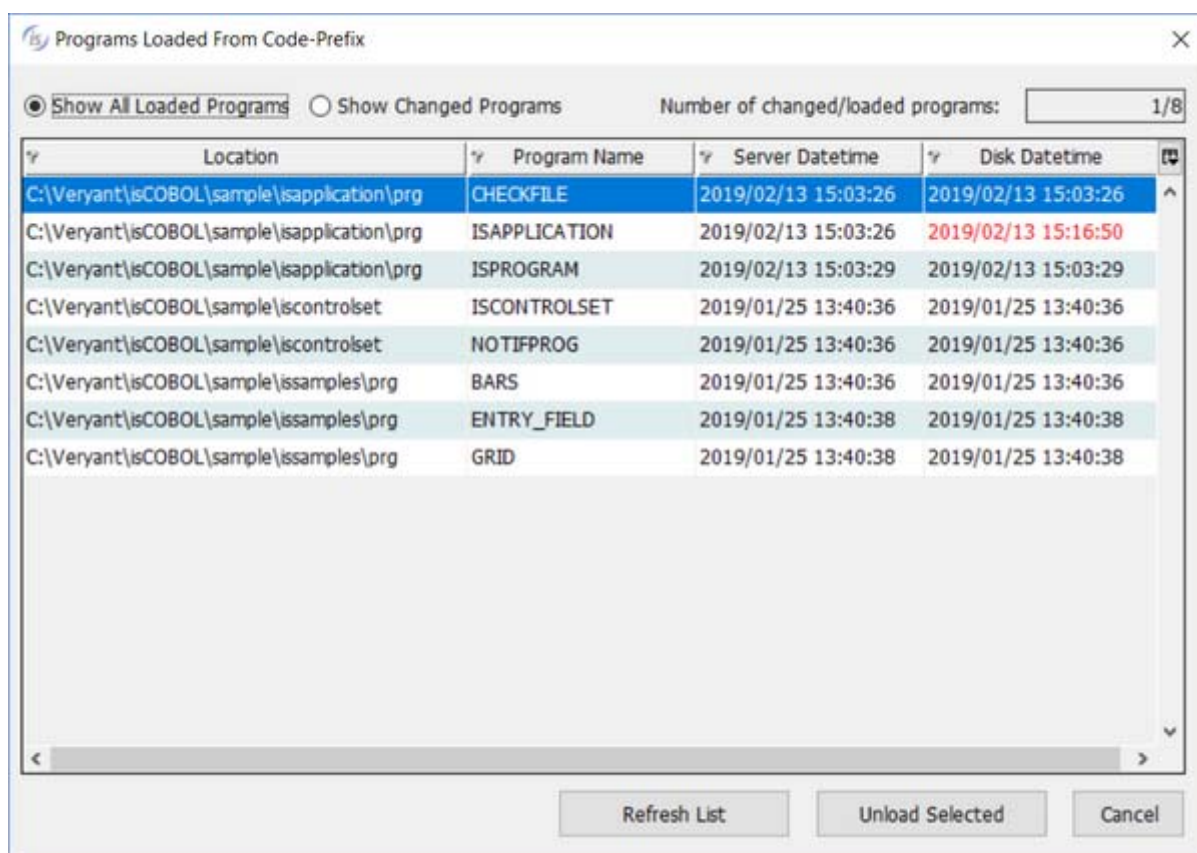 is Programs Loaded From Code-Prefix
Show All Loaded Programs Show Changed Programs Number of changed/loaded programs: 1/8
Location Program Name Server Datetime Disk Datetime
C:\Veryant\isCOBOL\sample\isapplication\prg CHECKFILE 2019/02/13 15:03:26 2019/02/13 15:03:26
C:\Veryant\isCOBOL\sample\isapplication\prg ISAPPLICATION 2019/02/13 15:03:26 2019/02/13 15:16:50
C:\Veryant\isCOBOL\sample\isapplication\prg ISPROGRAM 2019/02/13 15:03:29 2019/02/13 15:03:29
C:\Veryant\isCOBOL\sample\iscontrolset ISCONTROLSET 2019/01/25 13:40:36 2019/01/25 13:40:36
C:\Veryant\isCOBOL\sample\iscontrolset NOTIFPROG 2019/01/25 13:40:36 2019/01/25 13:40:36
C:\Veryant\isCOBOL\sample\issamples\prg BARS 2019/01/25 13:40:36 2019/01/25 13:40:36
C:\Veryant\isCOBOL\sample\issamples\prg ENTRY_FIELD 2019/01/25 13:40:38 2019/01/25 13:40:38
C:\Veryant\isCOBOL\sample\issamples\prg GRID 2019/01/25 13:40:38 2019/01/25 13:40:38
Refresh List Unload Selected Cancel